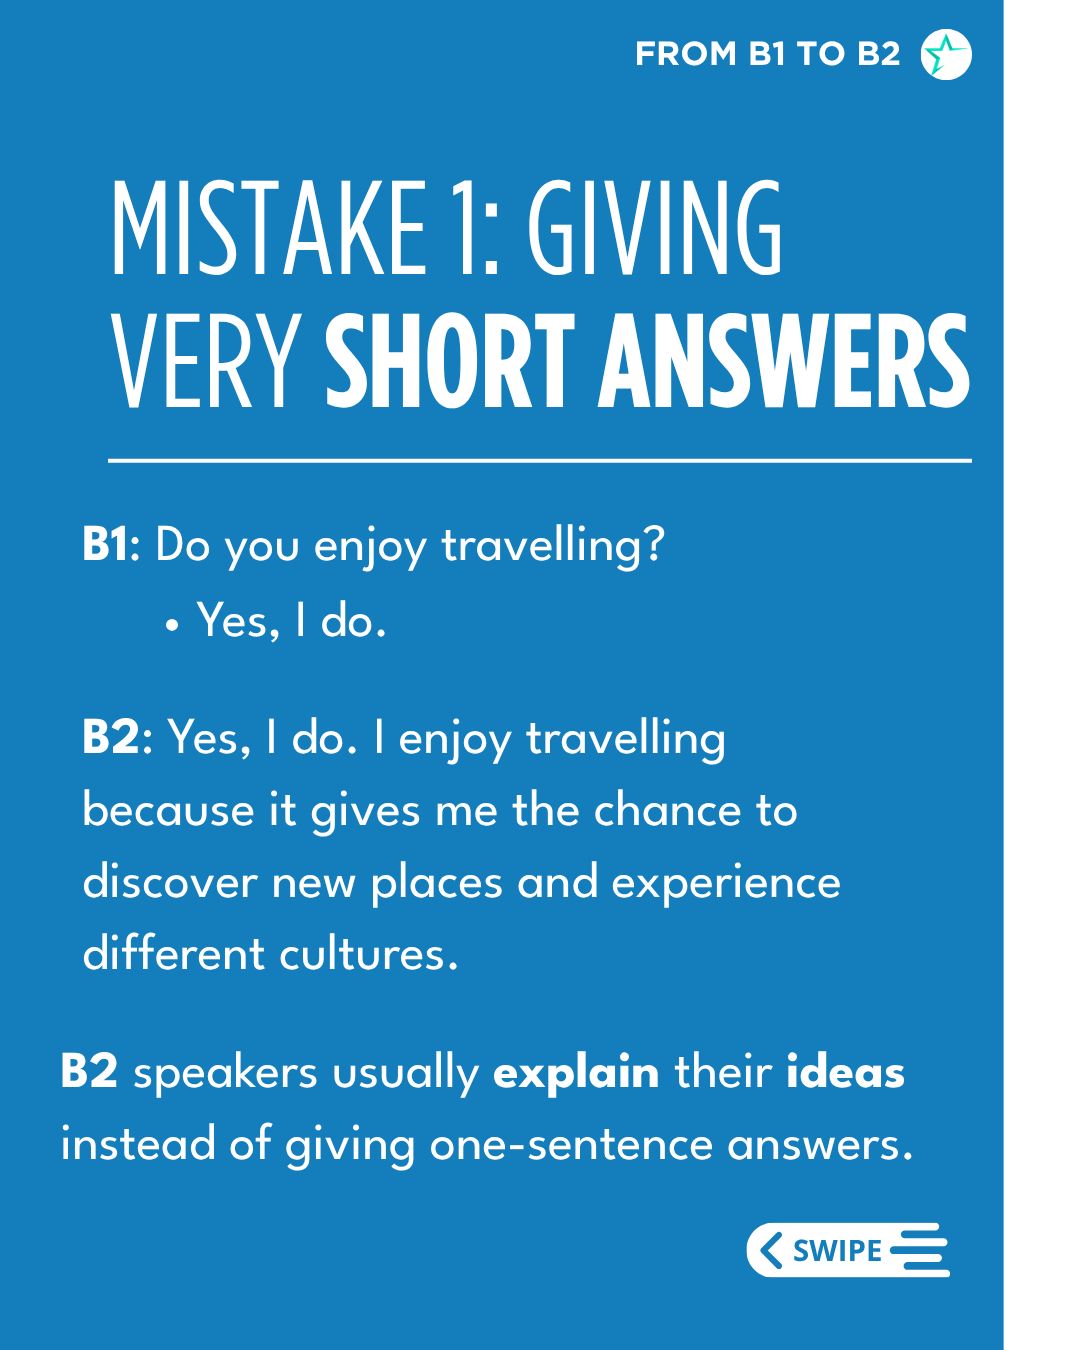 FROM B1 TO B2
MISTAKE 1: GIVING
VERY SHORT ANSWERS
B1: Do you enjoy travelling?
• Yes, I do.
B2: Yes, I do. I enjoy travelling
because it gives me the chance to
discover new places and experience
different cultures.
B2 speakers usually explain their ideas
instead of giving one-sentence answers.
SWIPE